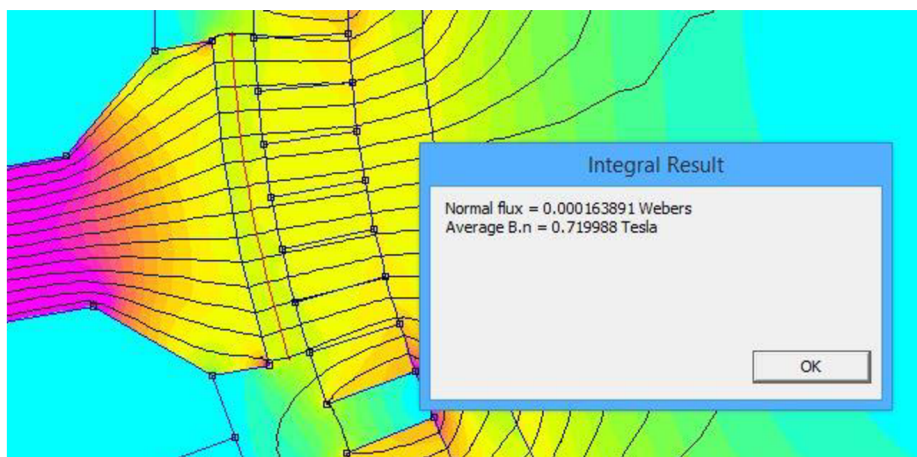 Integral Result
Normal flux = 0.000163891 Webers
Average B.n = 0.719988 Tesla
OK